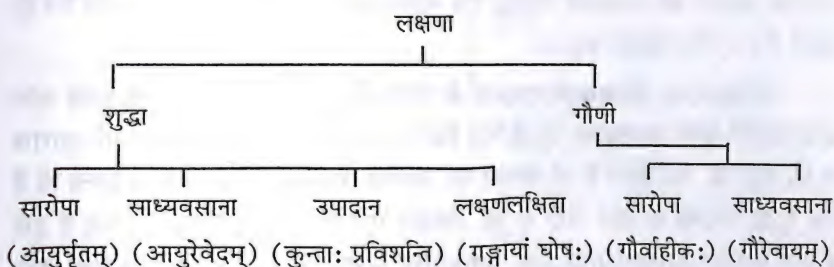 लक्षणा
शुद्धा गौणी
सारोपा साध्यवसाना उपादान लक्षणलक्षिता सारोपा साध्यवसाना
(आयुर्घृतम्) (आयुरेवेदम्) (कुन्ताः प्रविशन्ति) (गङ्गायां घोषः) (गौर्वाहीकः) (गौरेवायम्)